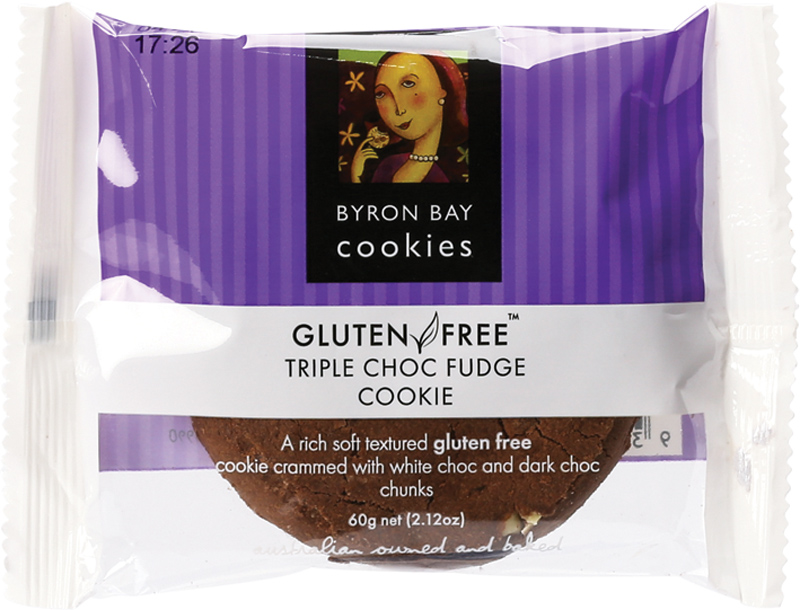 17:26
BYRON BAY
cookies
GLUTEN FREE™
TRIPLE CHOC FUDGE
COOKIE
A rich soft textured gluten free
cookie crammed with white choc and dark choc
chunks
60g net (2.12oz)
australian owned and baked